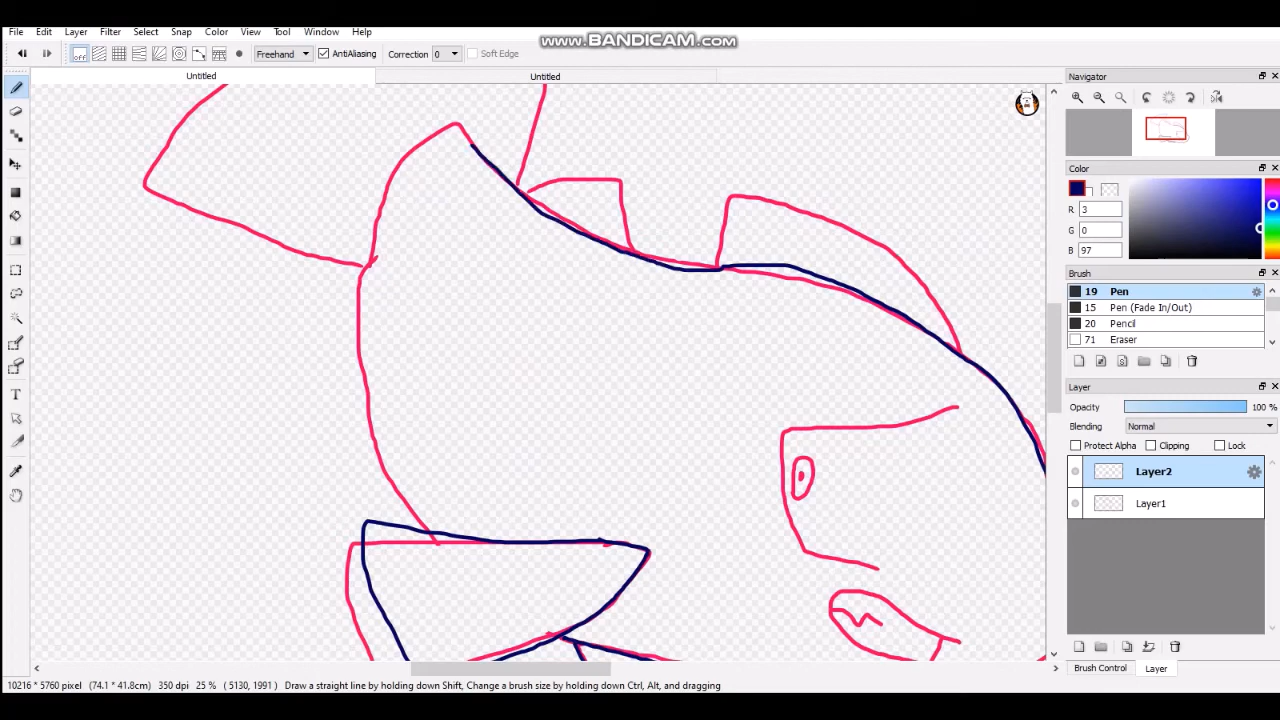 www.BANDICAM.com
File Edit Layer Filter Select Snap Color View Tool Window Help
off Freehand AntiAliasing Correction 0 Soft Edge
Untitled Untitled
Navigator
Color
R 3
G 0
B 97
Brush
19 Pen
15 Pen (Fade In/Out)
20 Pencil
71 Eraser
Layer
Opacity 100 %
Blending Normal
Protect Alpha Clipping Lock
Layer2
Layer1
T
Brush Control Layer
10216 * 5760 pixel (74.1 * 41.8cm) 350 dpi 25 % ( 5130, 1991 ) Draw a straight line by holding down Shift, Change a brush size by holding down Ctrl, Alt, and dragging